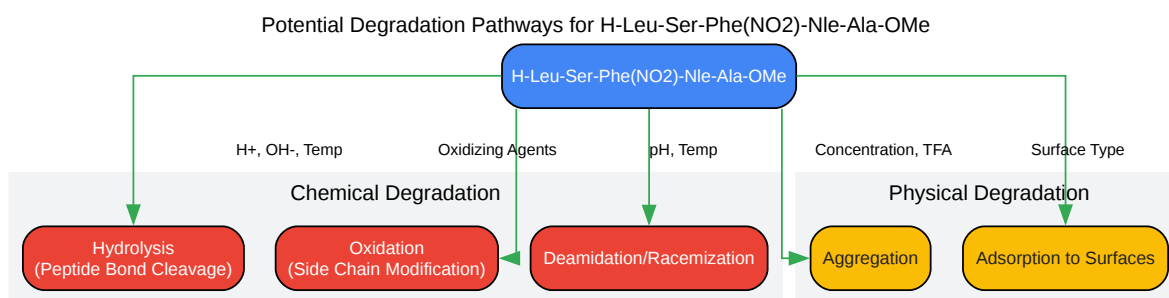 Potential Degradation Pathways for H-Leu-Ser-Phe(NO2)-Nle-Ala-OMe
H-Leu-Ser-Phe(NO2)-Nle-Ala-OMe
H+, OH-, Temp
Oxidizing Agents
pH, Temp
Concentration, TFA
Surface Type
Chemical Degradation
Physical Degradation
Hydrolysis
(Peptide Bond Cleavage)
Oxidation
(Side Chain Modification)
Deamidation/Racemization
Aggregation
Adsorption to Surfaces